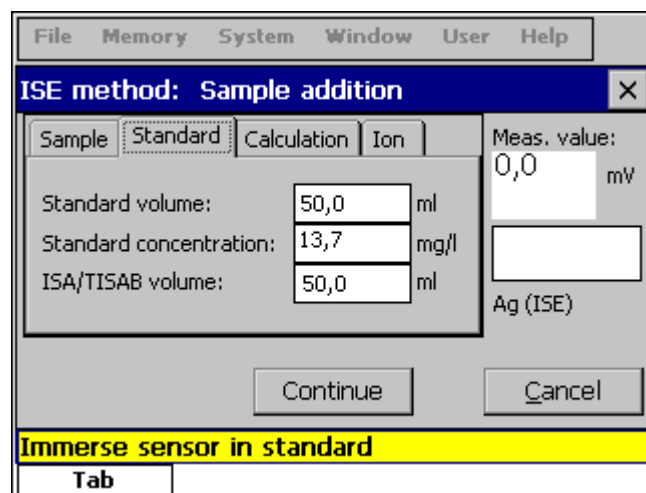 File Memory System Window User Help
ISE method: Sample addition
Sample Standard Calculation Ion
Meas. value:
0,0 mV
Standard volume: 50,0 ml
Standard concentration: 13,7 mg/l
ISA/TISAB volume: 50,0 ml
Ag (ISE)
Continue Cancel
Immerse sensor in standard
Tab